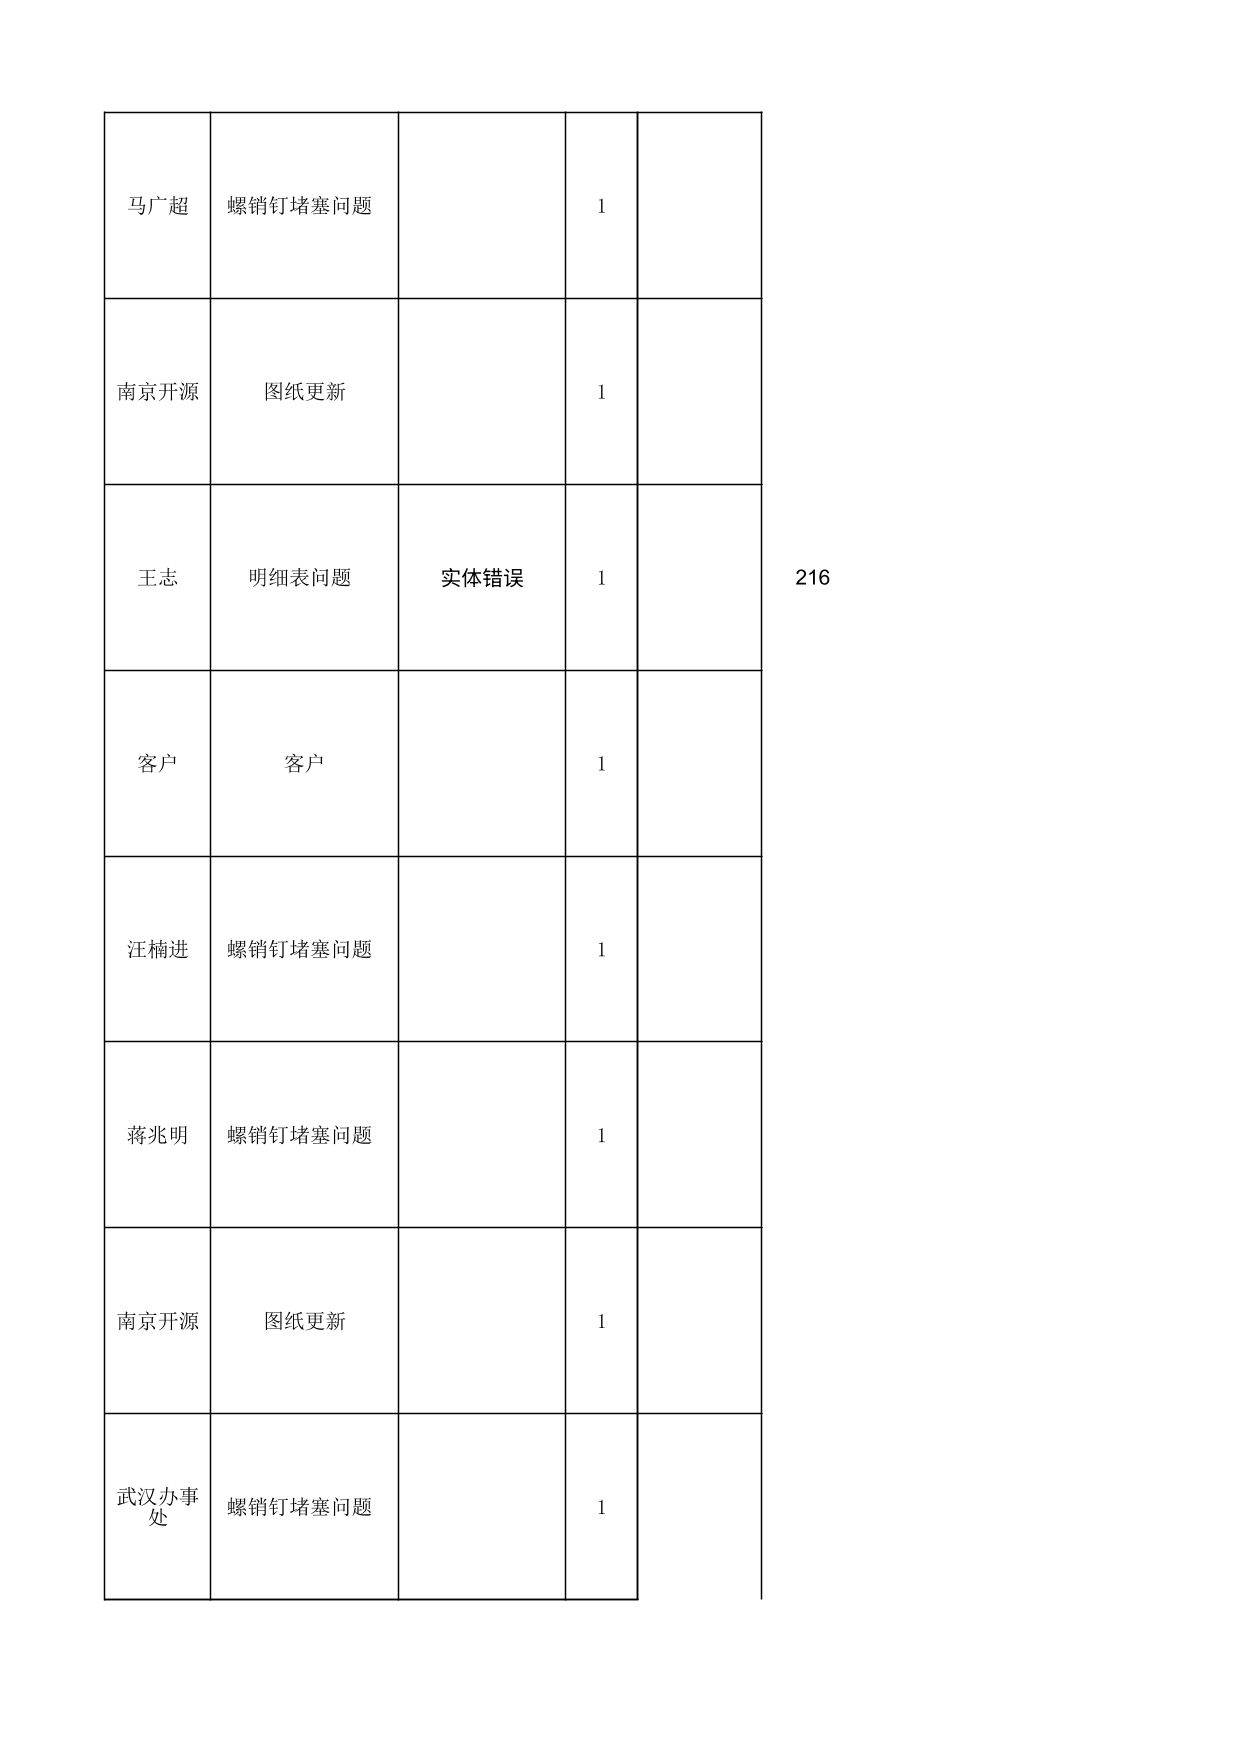 马广超 螺销钉堵塞问题 1
南京开源 图纸更新 1
王志 明细表问题 实体错误 1 216
客户 客户 1
汪楠进 螺销钉堵塞问题 1
蒋兆明 螺销钉堵塞问题 1
南京开源 图纸更新 1
武汉办事
处 螺销钉堵塞问题 1